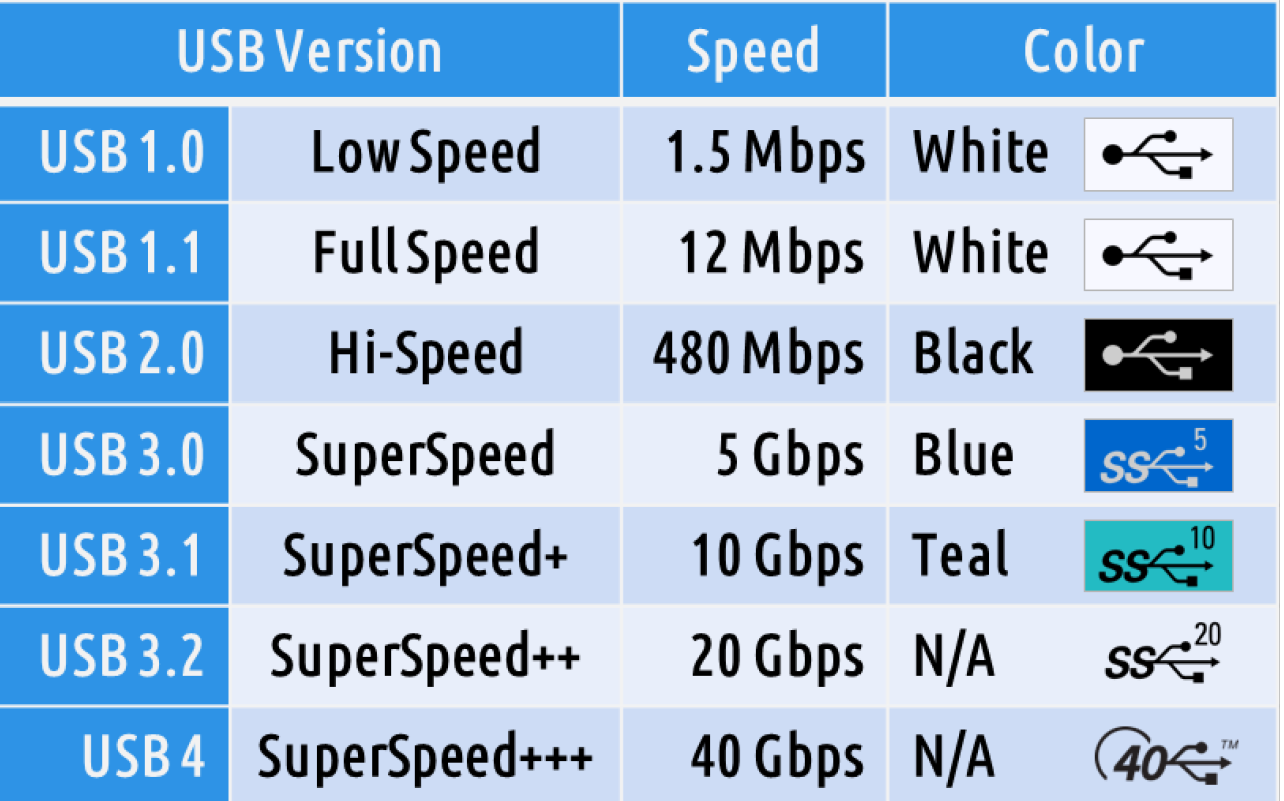 USB Version Speed Color
USB 1.0 Low Speed 1.5 Mbps White
USB 1.1 Full Speed 12 Mbps White
USB 2.0 Hi-Speed 480 Mbps Black
USB 3.0 SuperSpeed 5 Gbps Blue SS 5
USB 3.1 SuperSpeed+ 10 Gbps Teal SS 10
USB 3.2 SuperSpeed++ 20 Gbps N/A SS 20
USB 4 SuperSpeed+++ 40 Gbps N/A 40 TM